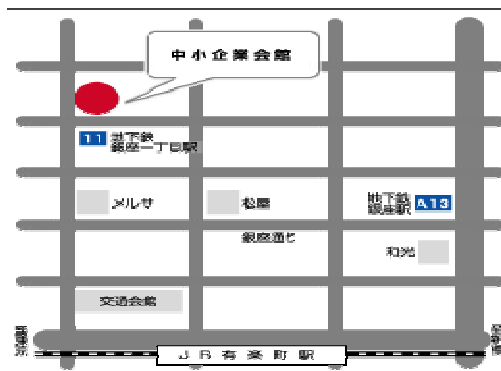 中小企業会館
11 地下鉄
銀座一丁目駅
メルサ
松屋
地下鉄
銀座駅 A13
銀座通り
和光
交通会館
JR有楽町駅